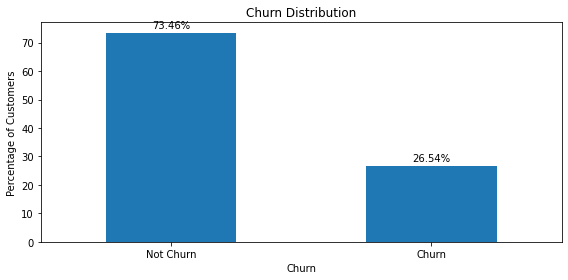 Churn Distribution
73.46%
26.54%
70
60
50
40
30
20
10
0
Percentage of Customers
Not Churn
Churn
Churn